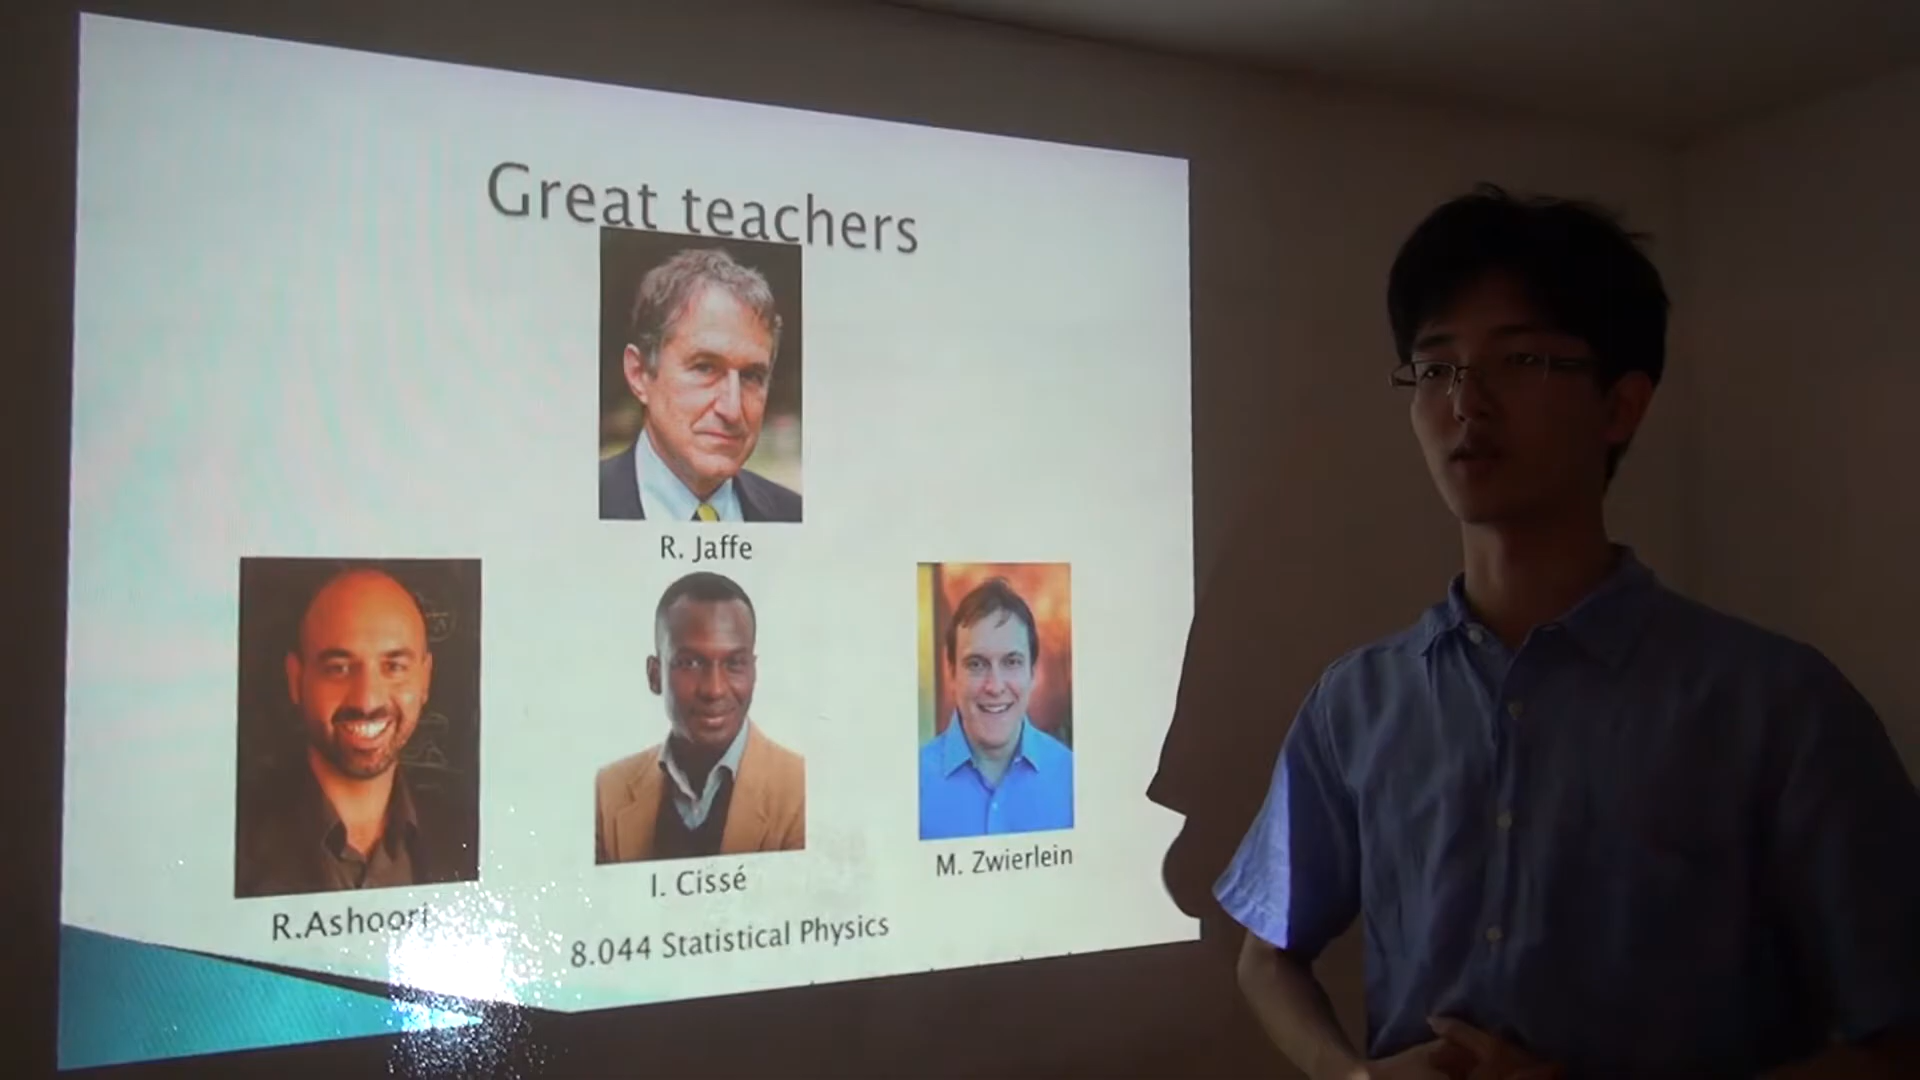 Great teachers
R. Jaffe
R.Ashoori
I. Cissé
M. Zwierlein
8.044 Statistical Physics